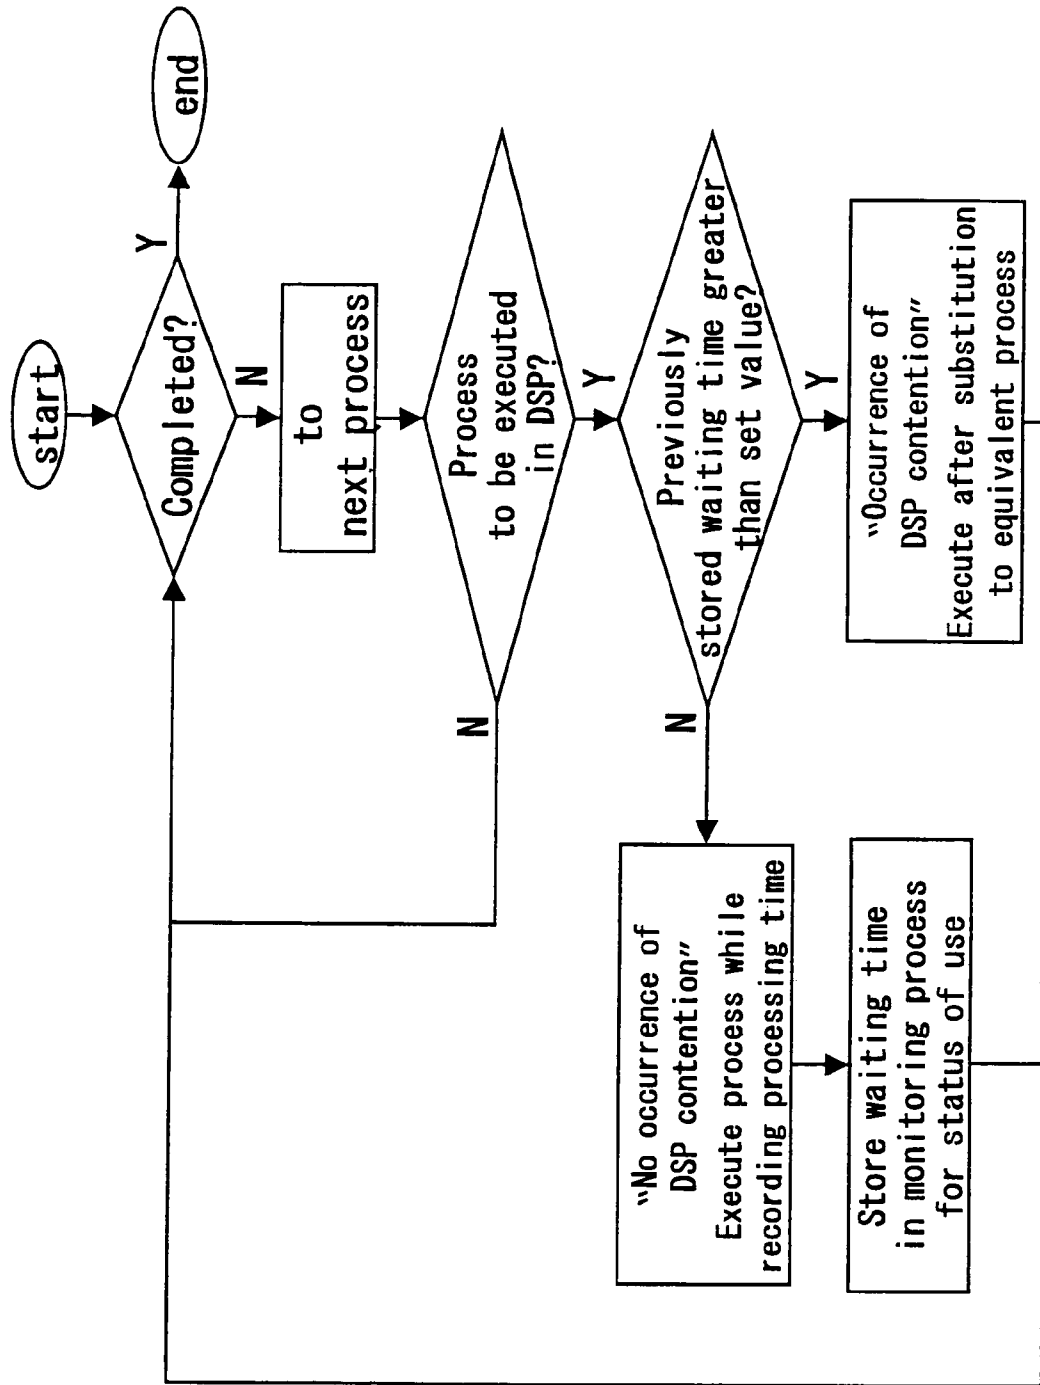 start
Completed?
Y
end
N
to
next process
Process
to be executed
in DSP?
N
Y
Previously
stored waiting time greater
than set value?
N
Y
"No occurrence of
DSP contention"
Execute process while
recording processing time
Store waiting time
in monitoring process
for status of use
"Occurrence of
DSP contention"
Execute after substitution
to equivalent process